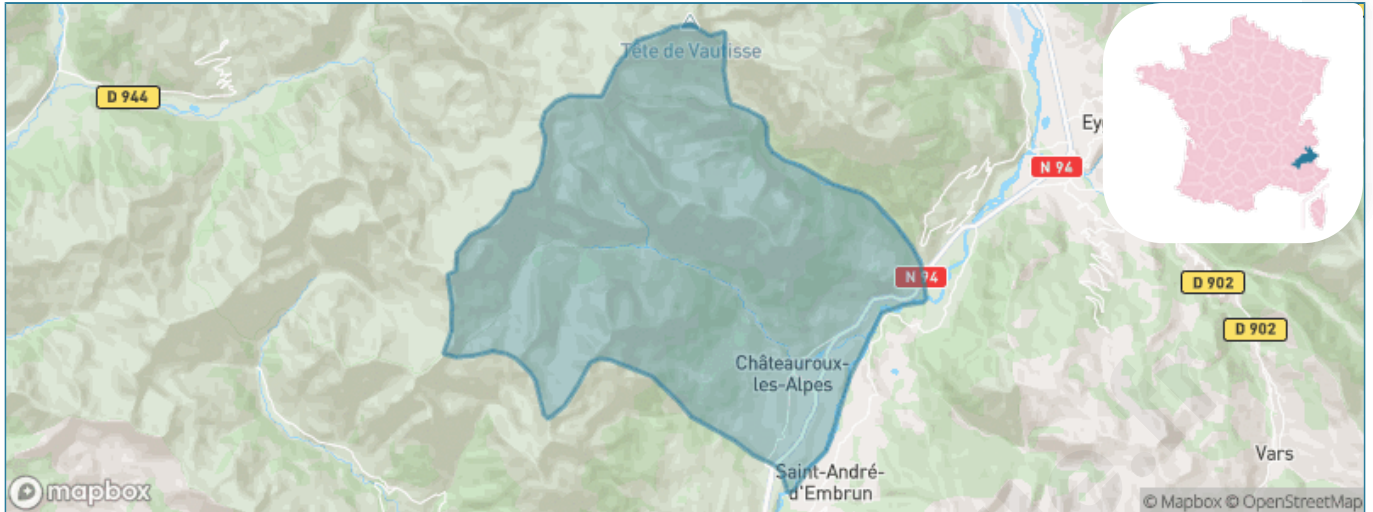 Tête de Vautisse
D 944
Ey
N 94
N 94
D 902
D 902
Châteauroux-
les-Alpes
Vars
Saint-André-
d'Embrun
mapbox
© Mapbox © OpenStreetMap